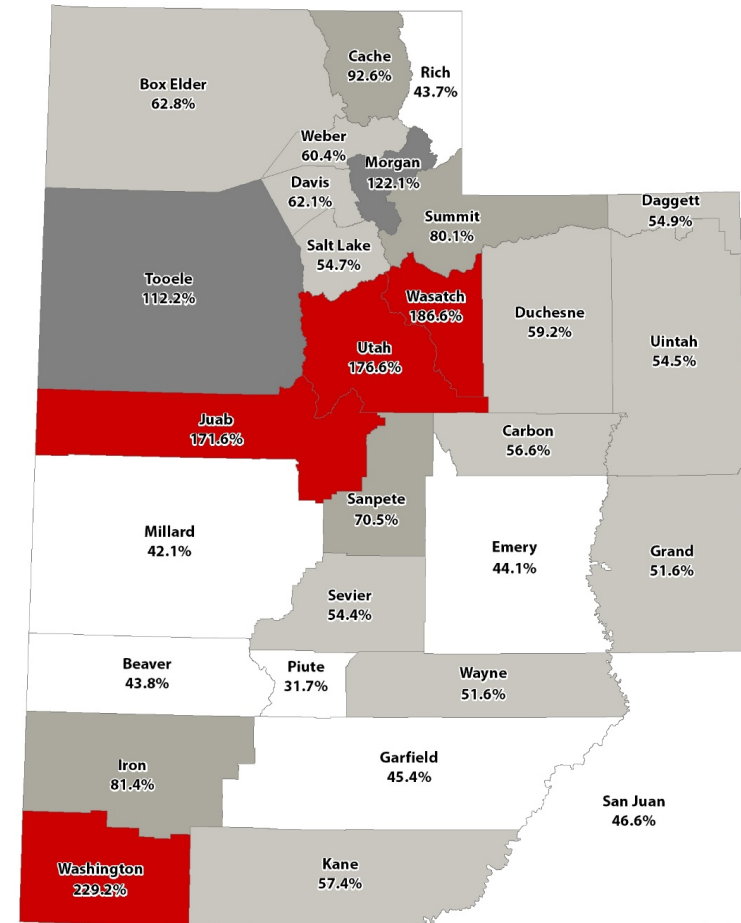 Cache
92.6%
Rich
43.7%
Box Elder
62.8%
Weber
60.4%
Morgan
122.1%
Davis
62.1%
Daggett
54.9%
Summit
80.1%
Salt Lake
54.7%
Tooele
112.2%
Wasatch
186.6%
Duchesne
59.2%
Uintah
54.5%
Utah
176.6%
Juab
171.6%
Carbon
56.6%
Sanpete
70.5%
Millard
42.1%
Emery
44.1%
Grand
51.6%
Sevier
54.4%
Beaver
43.8%
Piute
31.7%
Wayne
51.6%
Iron
81.4%
Garfield
45.4%
San Juan
46.6%
Washington
229.2%
Kane
57.4%